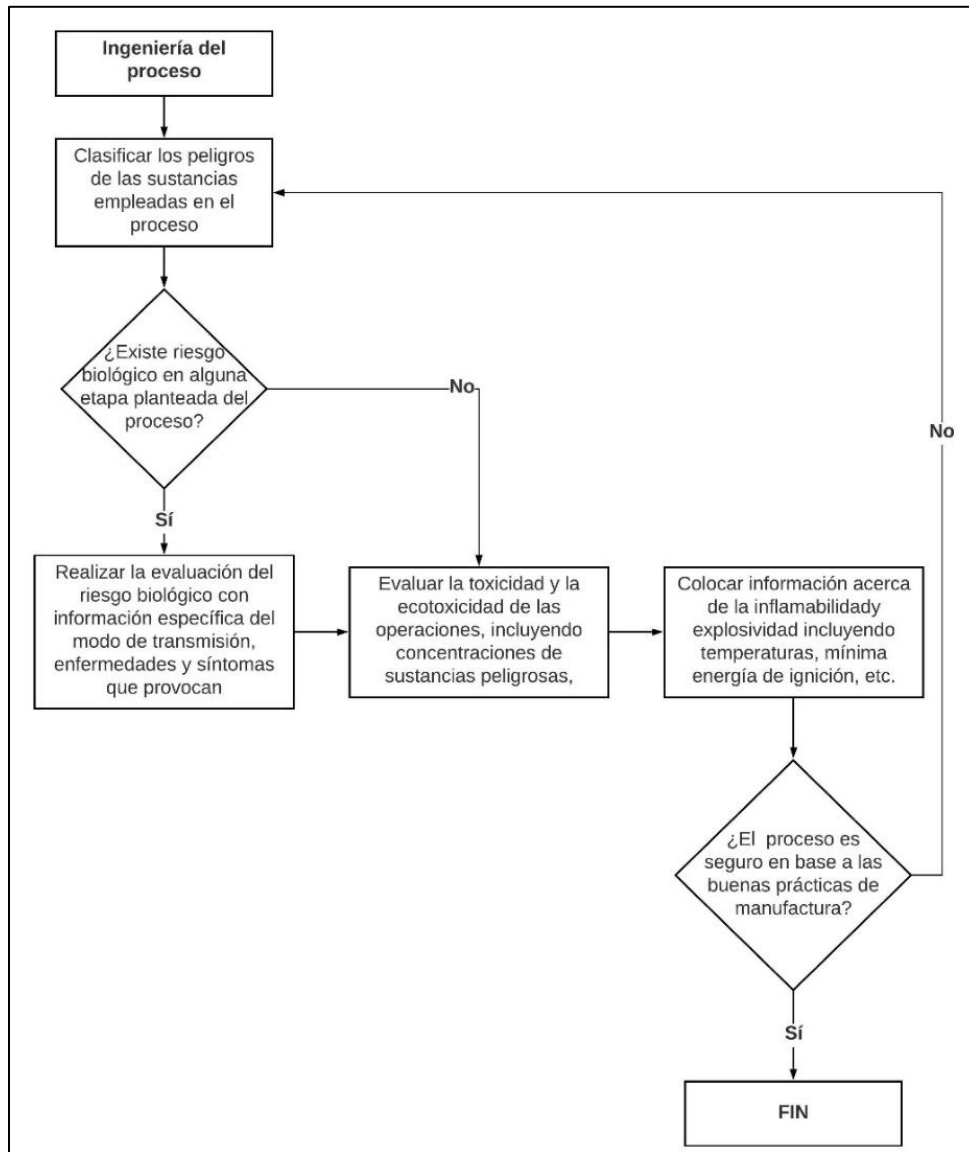 Ingeniería del
proceso
Clasificar los peligros
de las sustancias
empleadas en el
proceso
¿Existe riesgo
biológico en alguna
etapa planteada del
proceso?
No
No
Sí
Realizar la evaluación del
riesgo biológico con
información específica del
modo de transmisión,
enfermedades y síntomas
que provocan
Evaluar la toxicidad y la
ecotoxicidad de las
operaciones, incluyendo
concentraciones de
sustancias peligrosas,
Colocar información acerca
de la inflamabilidady
explosividad incluyendo
temperaturas, mínima
energía de ignición, etc.
¿El proceso es
seguro en base a las
buenas prácticas de
manufactura?
Sí
FIN